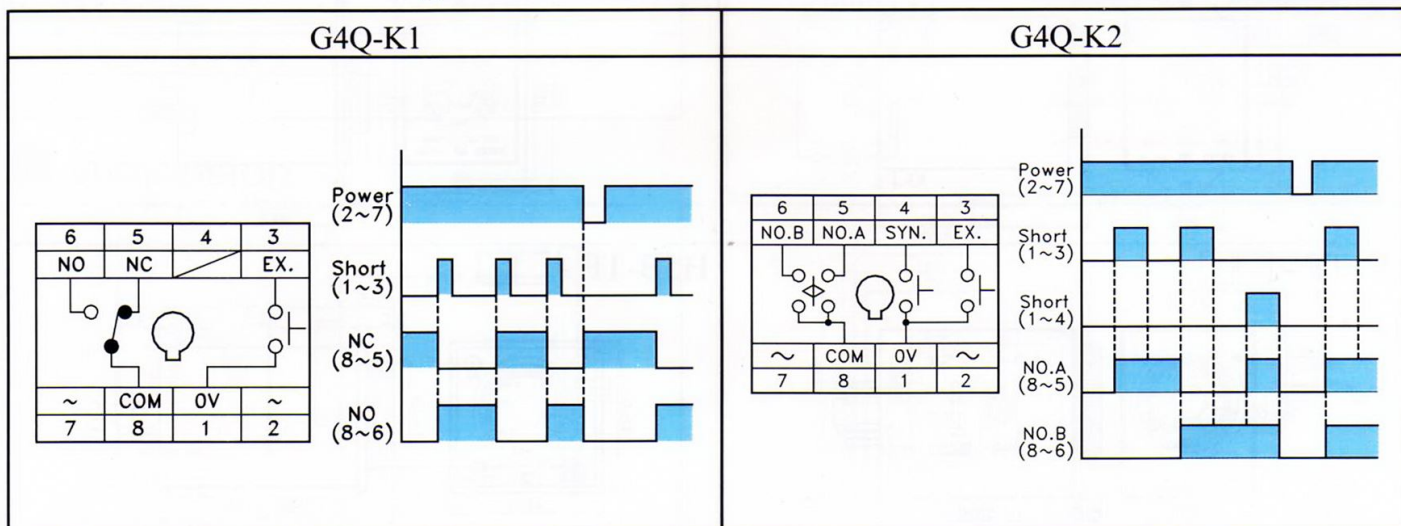 G4Q-K1
G4Q-K2
6 5 4 3
NO NC EX.
~ COM 0V ~
7 8 1 2
Power
(2~7)
Short
(1~3)
NC
(8~5)
NO
(8~6)
6 5 4 3
NO.B NO.A SYN. EX.
~ COM 0V ~
7 8 1 2
Power
(2~7)
Short
(1~3)
Short
(1~4)
NO.A
(8~5)
NO.B
(8~6)